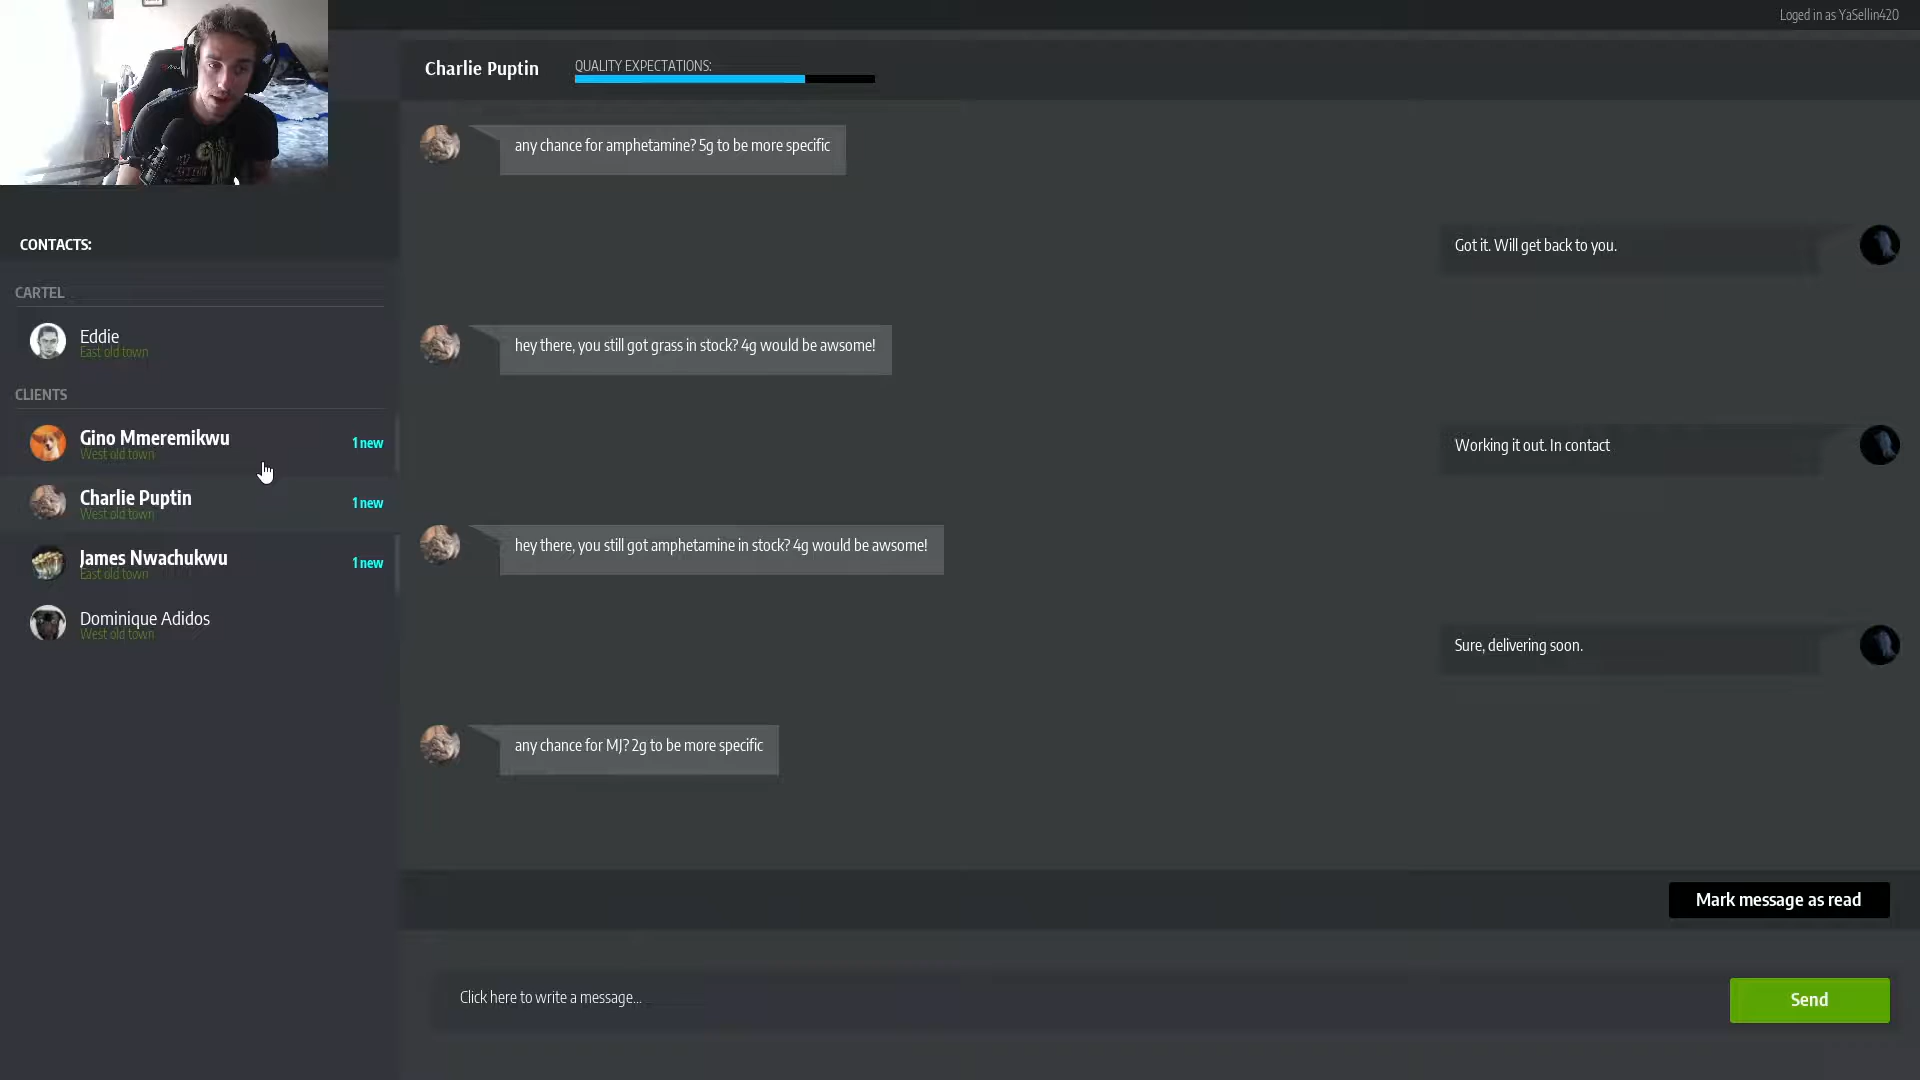 Loged in as YaSellin420
Charlie Puptin
QUALITY EXPECTATIONS:
any chance for amphetamine? 5g to be more specific
Got it. Will get back to you.
hey there, you still got grass in stock? 4g would be awsome!
Working it out. In contact
hey there, you still got amphetamine in stock? 4g would be awsome!
Sure, delivering soon.
any chance for MJ? 2g to be more specific
CONTACTS:
CARTEL
Eddie
East old town
CLIENTS
Gino Mmeremikwu
West old town
1 new
Charlie Puptin
West old town
1 new
James Nwachukwu
East old town
1 new
Dominique Adidos
West old town
Mark message as read
Click here to write a message...
Send